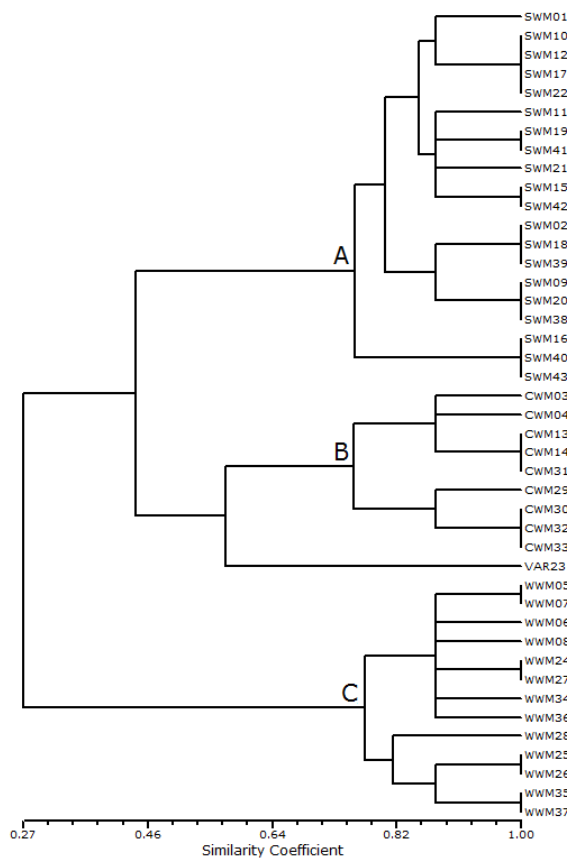 SWM01
SWM10
SWM12
SWM17
SWM22
SWM11
SWM19
SWM41
SWM21
SWM15
SWM42
SWM02
SWM18
A
SWM39
SWM09
SWM20
SWM38
SWM16
SWM40
SWM43
CWM03
CWM04
CWM13
B
CWM14
CWM31
CWM29
CWM30
CWM32
CWM33
VAR23
WWM05
WWM07
WWM06
WWM08
WWM24
WWM27
C
WWM34
WWM36
WWM28
WWM25
WWM26
WWM35
WWM37
0.27 0.46 0.64 0.82 1.00
Similarity Coefficient